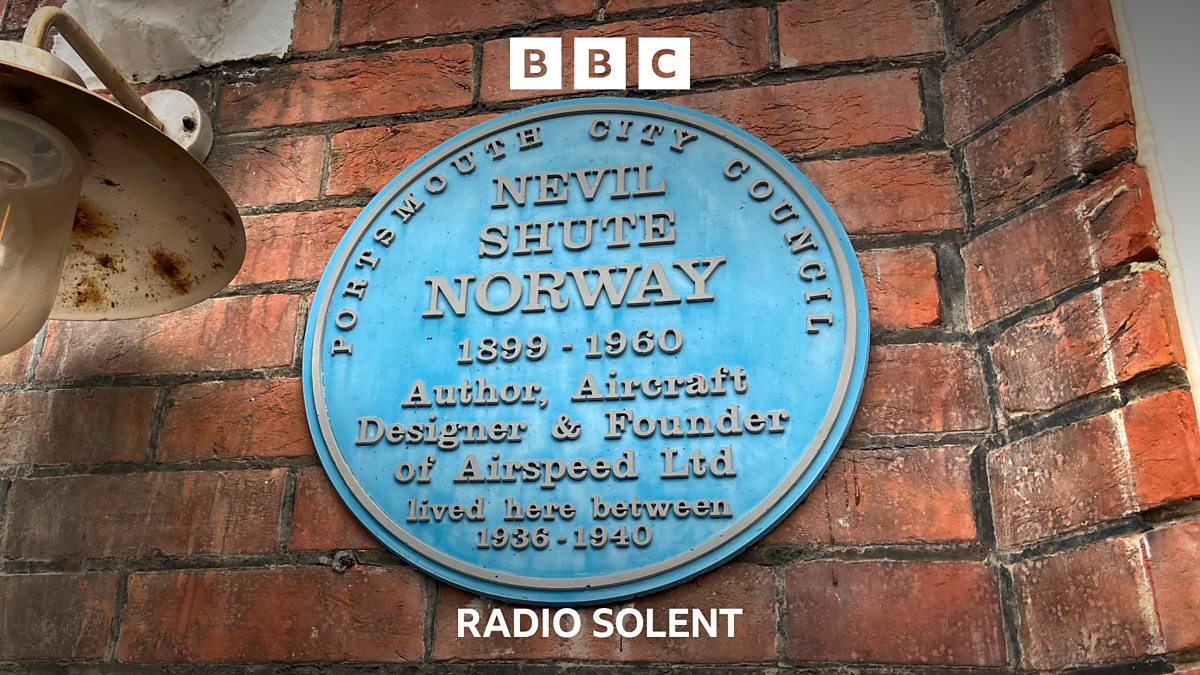 BBC
PORTSMOUTH CITY COUNCIL
NEVIL
SHUTE
NORWAY
1899 - 1960
Author, Aircraft
Designer & Founder
of Airspeed Ltd
lived here between
1936-1940
RADIO SOLENT